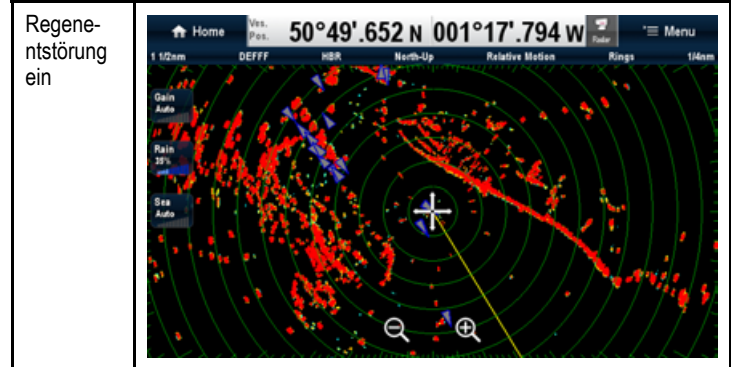 Regene-
ntstörung
ein
Home
Ves.
Pos.
50°49'.652 N 001°17'.794 W
Radar
Menu
1 1/2nm DEFFF HBR North-Up Relative Motion Rings 1/4nm
Gain
Auto
Rain
35%
Sea
Auto